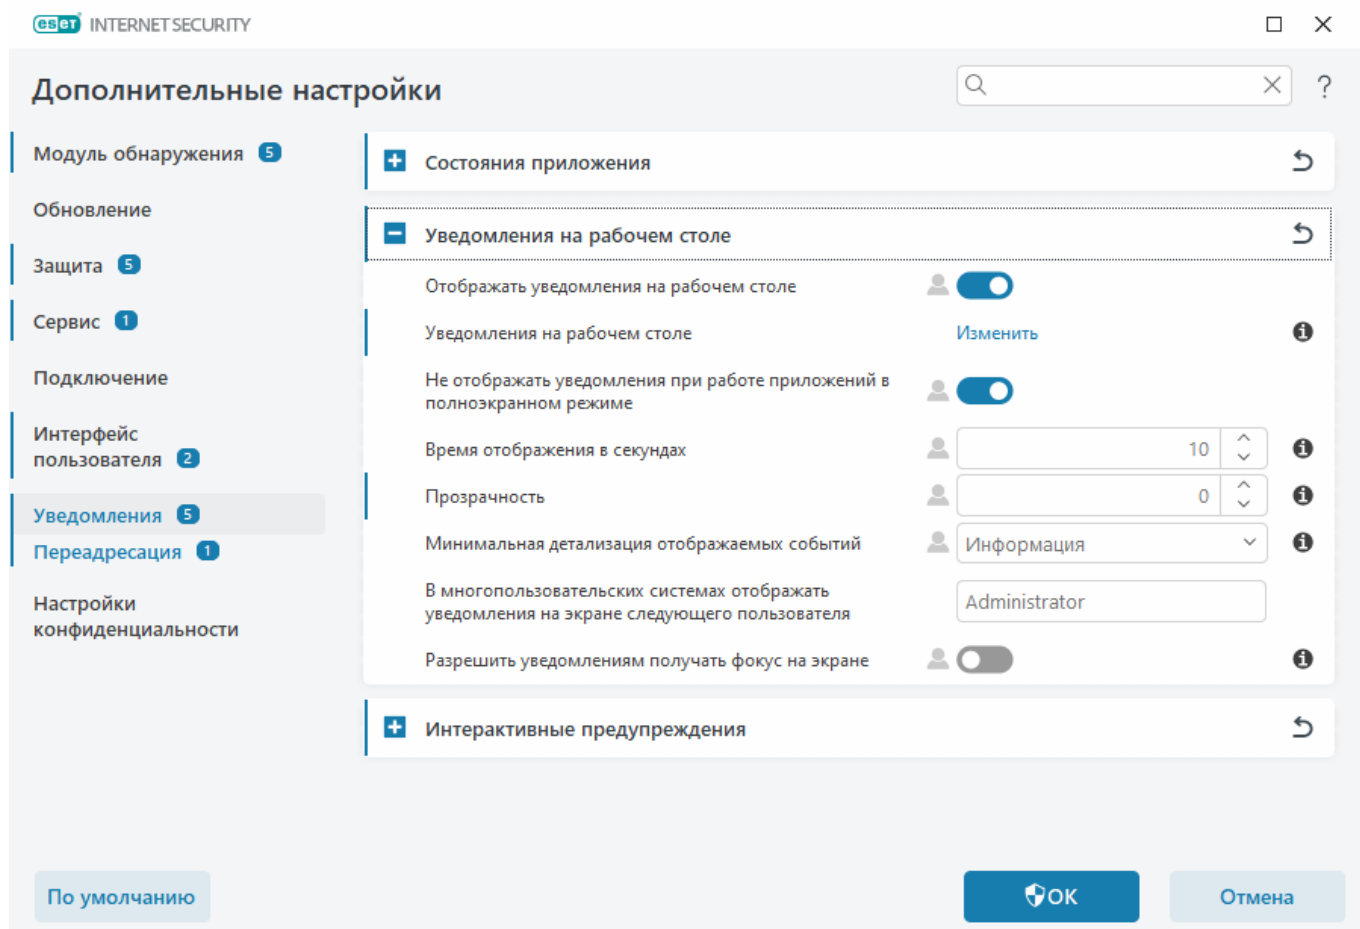 eset INTERNET SECURITY
Дополнительные настройки
?
Модуль обнаружения 5
Обновление
Защита 5
Сервис 1
Подключение
Интерфейс
пользователя 2
Уведомления 5
Переадресация 1
Настройки
конфиденциальности
Состояния приложения
Уведомления на рабочем столе
Отображать уведомления на рабочем столе
Уведомления на рабочем столе Изменить
Не отображать уведомления при работе приложений в
полноэкранном режиме
Время отображения в секундах 10
Прозрачность 0
Минимальная детализация отображаемых событий Информация
В многопользовательских системах отображать
уведомления на экране следующего пользователя Administrator
Разрешить уведомлениям получать фокус на экране
Интерактивные предупреждения
По умолчанию OK Отмена